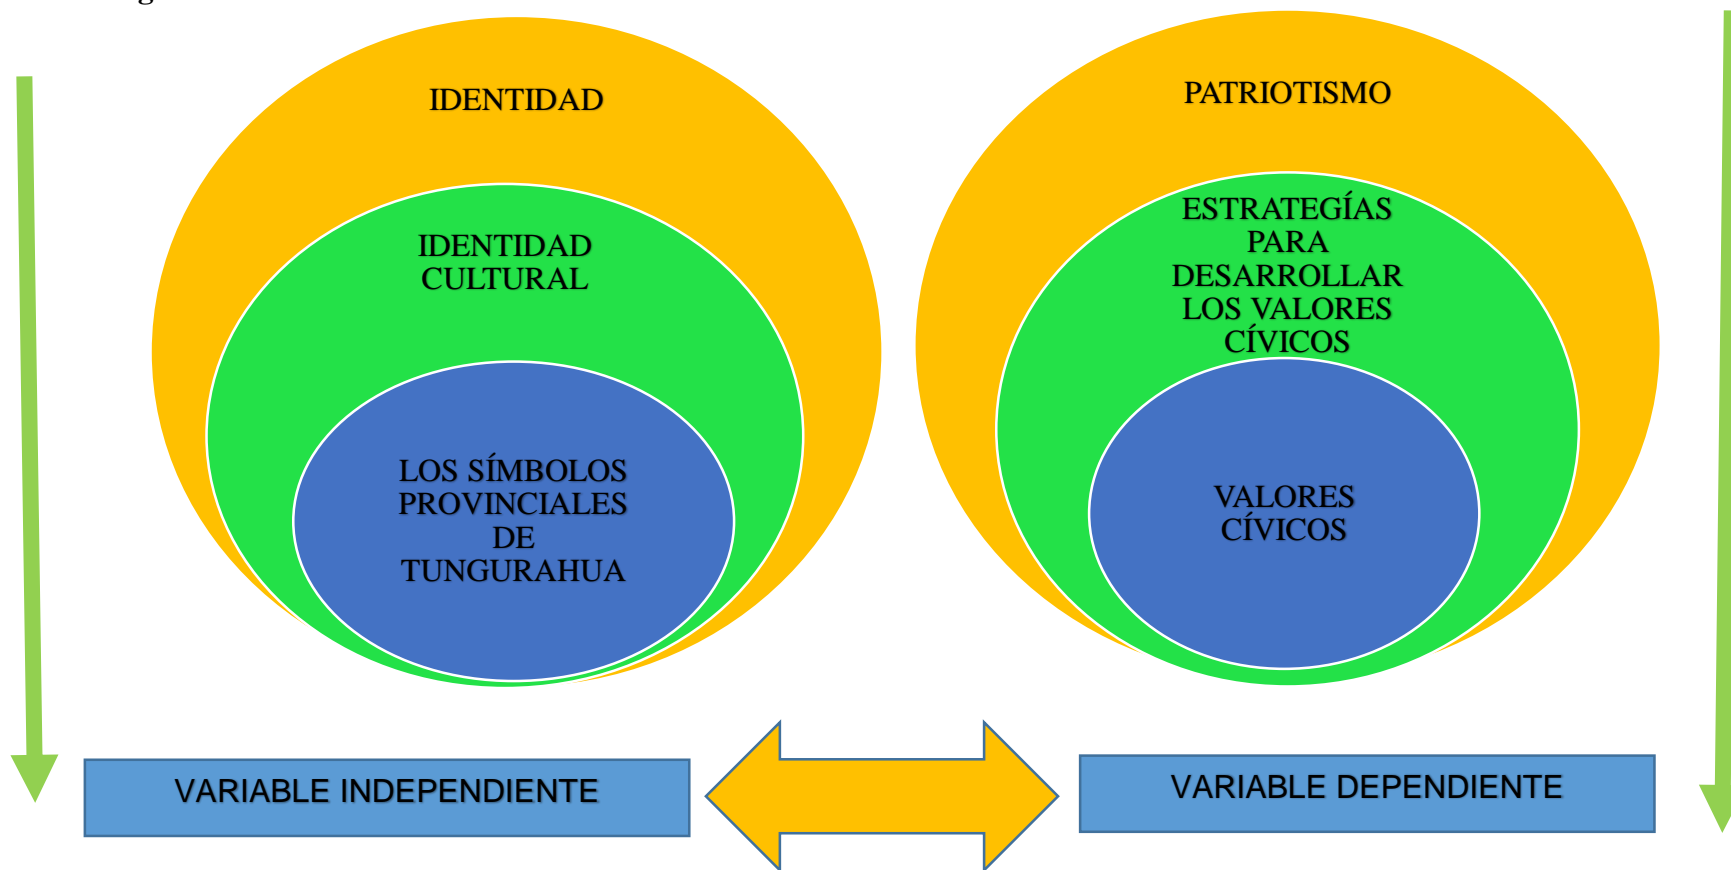 IDENTIDAD
IDENTIDAD
CULTURAL
LOS SÍMBOLOS
PROVINCIALES
DE
TUNGURAHUA
PATRIOTISMO
ESTRATEGÍAS
PARA
DESARROLLAR
LOS VALORES
CÍVICOS
VALORES
CÍVICOS
VARIABLE INDEPENDIENTE
VARIABLE DEPENDIENTE